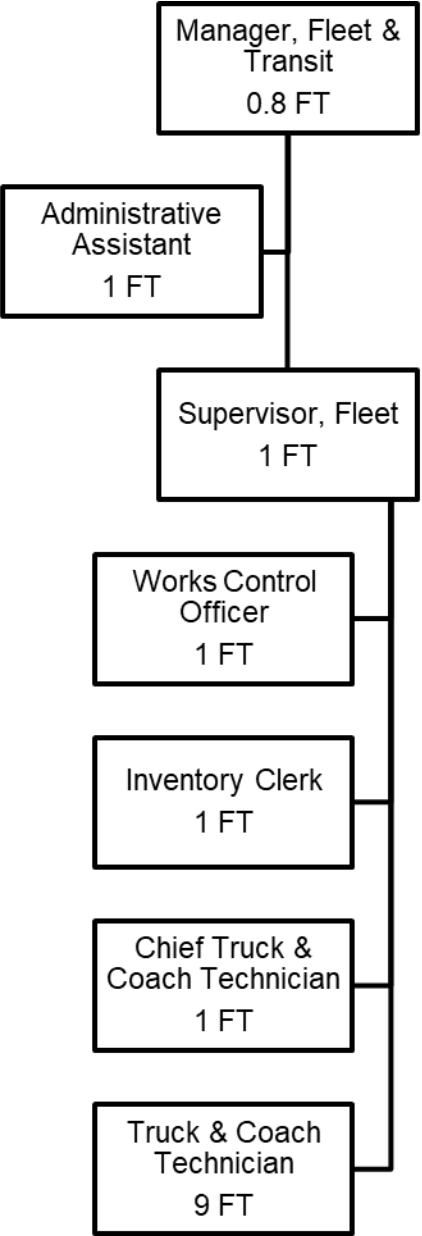 Manager, Fleet &
Transit
0.8 FT
Administrative
Assistant
1 FT
Supervisor, Fleet
1 FT
Works Control
Officer
1 FT
Inventory Clerk
1 FT
Chief Truck &
Coach Technician
1 FT
Truck & Coach
Technician
9 FT